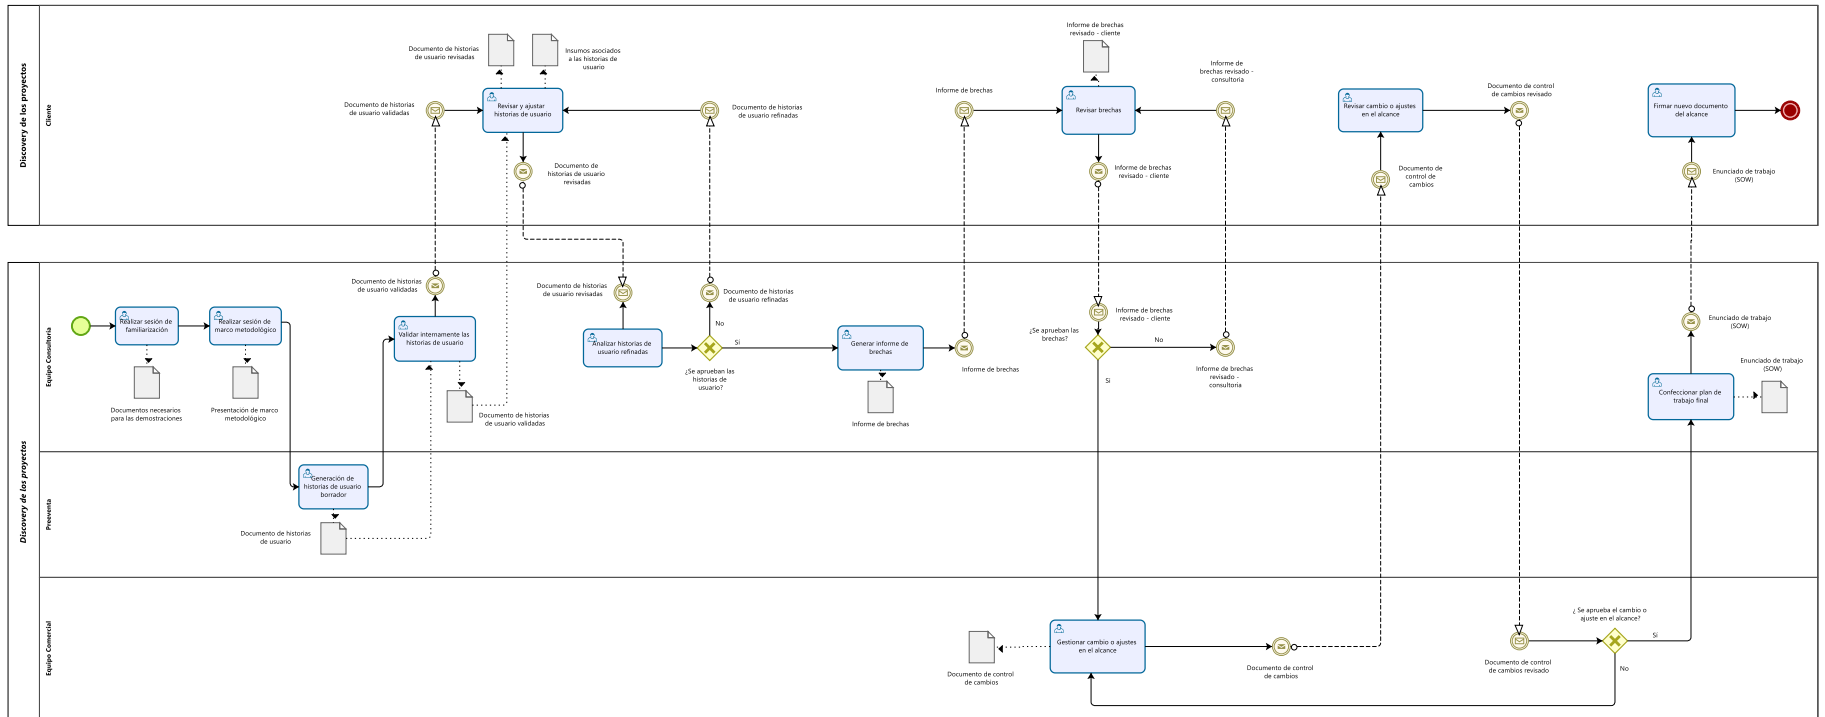 Discovery de los proyectos
Cliente
Documento de historias
de usuario revisadas
Insumos asociados
a las historias de
usuario
Documento de historias
de usuario validadas
Revisar y ajustar
historias de usuario
Documento de historias
de usuario refinadas
Documento de
historias de usuario
revisadas
Informe de brechas
Informe de brechas
revisado - cliente
Revisar brechas
Informe de
brechas revisado -
consultoria
Informe de brechas
revisado - cliente
Revisar cambio o ajustes
en el alcance
Documento de
control de
cambios
Documento de control
de cambios revisado
Firmar nuevo documento
del alcance
Enunciado de trabajo
(SOW)
Discovery de los proyectos
Equipo Consultoria
Realizar sesión de
familiarización
Documentos necesarios
para las demostraciones
Realizar sesión de
marco metodológico
Presentación de marco
metodológico
Documento de historias
de usuario validadas
Validar internamente las
historias de usuario
Documento de historias
de usuario validadas
Documento de historias
de usuario revisadas
Analizar historias de
usuario refinadas
Documento de historias
de usuario refinadas
No
Si
¿Se aprueban las
historias de
usuario?
Generar informe de
brechas
Informe de brechas
Informe de brechas
Informe de brechas
revisado - cliente
¿Se aprueban las
brechas?
No
Si
Informe de brechas
revisado -
consultoria
Enunciado de trabajo
(SOW)
Confeccionar plan de
trabajo final
Enunciado de trabajo
(SOW)
Preeventa
Generación de
historias de usuario
borrador
Documento de historias
de usuario
Equipo Comercial
Documento de control
de cambios
Gestionar cambio o ajustes
en el alcance
Documento de control
de cambios
Documento de control
de cambios revisado
¿ Se aprueba el cambio o
ajuste en el alcance?
Si
No